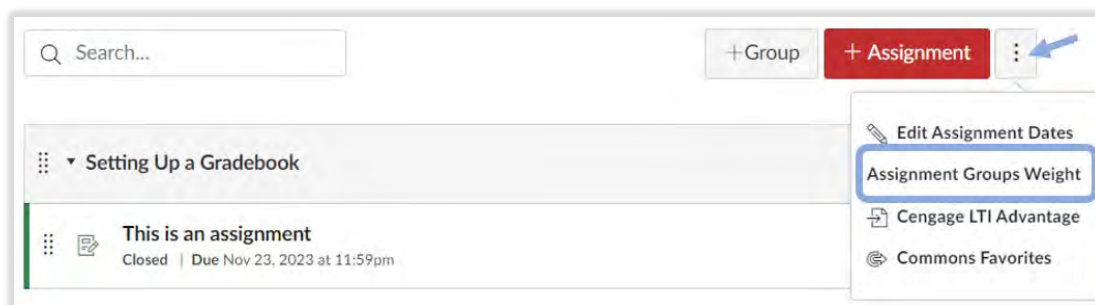 Search...
+Group
+ Assignment
Edit Assignment Dates
Assignment Groups Weight
Cengage LTI Advantage
Commons Favorites
Setting Up a Gradebook
This is an assignment
Closed | Due Nov 23, 2023 at 11:59pm